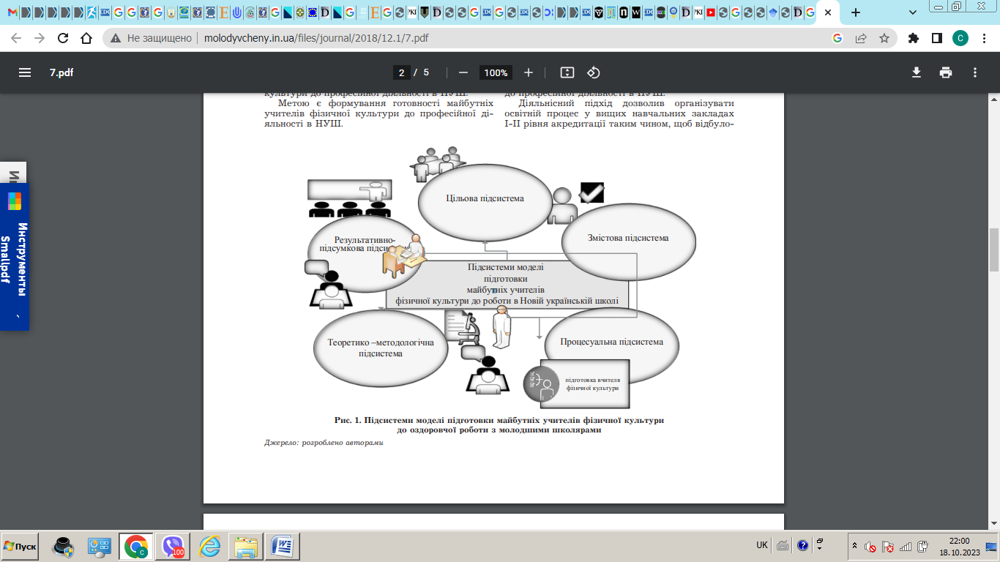 Не защищено
molodyvcheny.in.ua/files/journal/2018/12.1/7.pdf
C
7.pdf
2 / 5
100%
культури до професійної діяльності в НУШ.
Метою є формування готовності майбутніх
учителів фізичної культури до професійної ді-
яльності в НУШ.
до професійної діяльності в НУШ.
Діяльнісний підхід дозволив організувати
освітній процес у вищих навчальних закладах
І-ІІ рівня акредитації таким чином, щоб відбуло-
Цільова підсистема
Змістова підсистема
Результативно-
підсумкова
Підсистеми моделі
підготовки
майбутніх учителів
фізичної культури до роботи в Новій українській школі
Теоретико –методологічна
підсистема
Процесуальна підсистема
підготовка вчителя
фізичної культури
Рис. 1. Підсистеми моделі підготовки майбутніх учителів фізичної культури
до оздоровчої роботи з молодшими школярами
Джерело: розроблено авторами
Инструменты
Smallpdf
Пуск
C
100
UK
22:00
18.10.2023